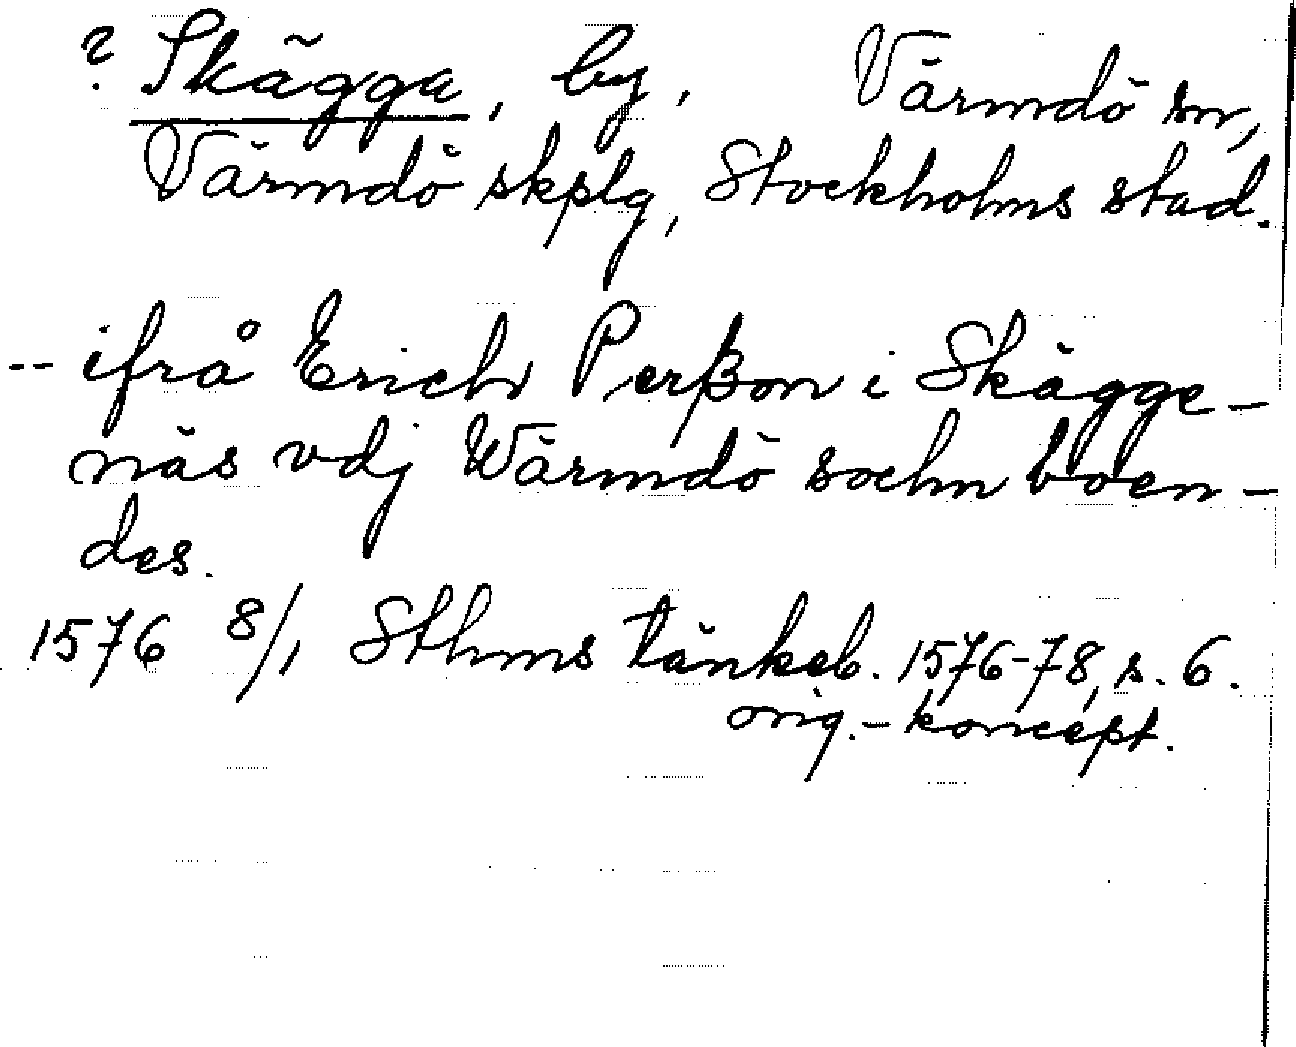 ? Skägga, by, Värmdö sn,
Värmdö skplg, Stockholms stad.
-- ifrå Erich Perßon i Skägge-
näs vdj Wärmdö sochn boen-
des.
1576 8/1 Sthms tänkeb. 1576-78, s. 6.
orig.-koncept.